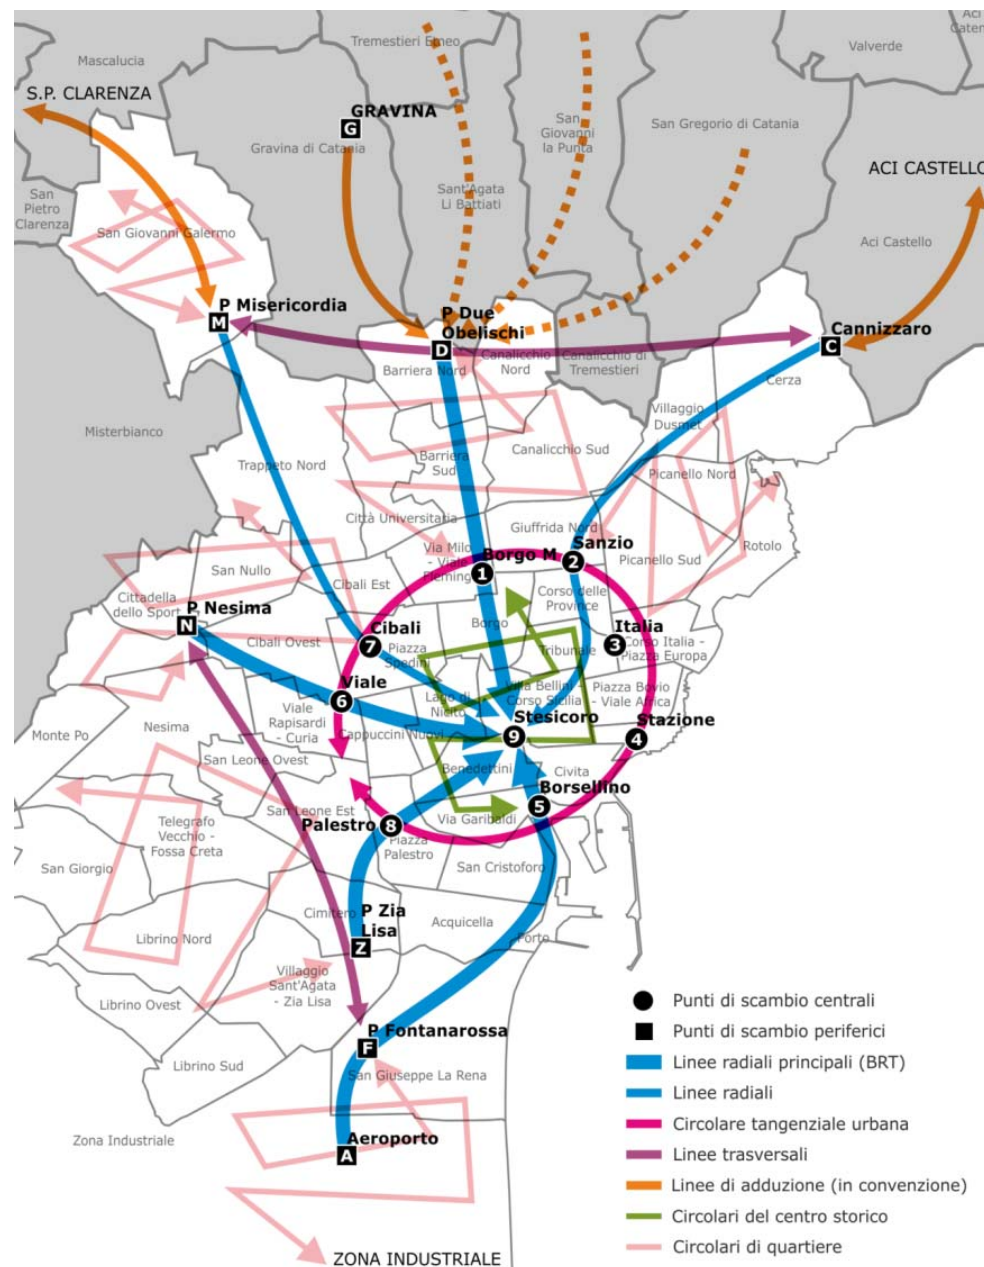 Tremestieri Etneo
Aci
Mascalucia
Valverde
S.P. CLARENZA
GRAVINA
G
Gravina di Catania
San
Giovanni
la Punta
San Gregorio di Catania
ACI CASTELLO
San
Pietro
Clarenza
Sant'Agata
Li Battiati
San Giovanni Galermo
Aci Castello
P Misericordia
M
P Due
Obelischi
D
Cannizzaro
C
Barriera Nord
Canalicchio
Nord
Canalicchio di
Tremestieri
Cerza
Villaggio
Dusmet
Misterbianco
Trappeto Nord
Barriera
Sud
Canalicchio Sud
Picanello Nord
Città Universitaria
Giuffrida Nord
Via Milo
- Viale
Fleming
Borgo M
1
Sanzio
2
Picanello Sud
Rotolo
San Nullo
Cibali Est
Cittadella
dello Sport
P Nesima
N
Corso delle
Province
Cibali Ovest
Cibali
7
Piazza
Spedini
Borgo
Tribunale
Italia
3
Corso Italia -
Piazza Europa
Viale
6
Lago di
Nicito
Villa Bellini -
Corso Sicilia
Piazza Bovio
- Viale Africa
Monte Po
Nesima
Viale
Rapisardi
- Curia
Cappuccini Nuovi
Stesicoro
9
Stazione
4
San Leone Ovest
Benedettini
Civita
Borsellino
5
San Leone Est
Palestro
8
Via Garibaldi
Piazza
Palestro
Telegrafo
Vecchio -
Fossa Creta
San Giorgio
San Cristoforo
Cimitero
P Zia
Lisa
Z
Acquicella
Porto
Librino Nord
Villaggio
Sant'Agata
- Zia Lisa
Librino Ovest
P Fontanarossa
F
Librino Sud
San Giuseppe La Rena
Zona Industriale
Aeroporto
A
ZONA INDUSTRIALE
Punti di scambio centrali
Punti di scambio periferici
Linee radiali principali (BRT)
Linee radiali
Circolare tangenziale urbana
Linee trasversali
Linee di adduzione (in convenzione)
Circolari del centro storico
Circolari di quartiere